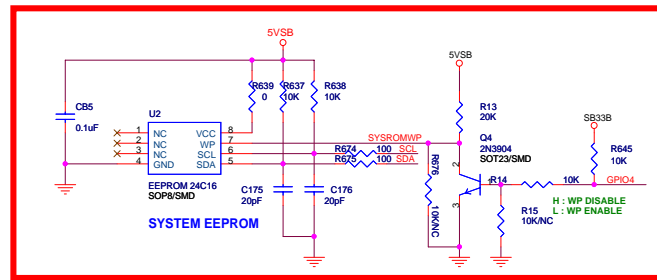 5VSB
5VSB
CB5
0.1uF
R639
0
R637
10K
R638
10K
R13
20K
SB33B
U2
1
2
3
4
NC
NC
NC
GND
VCC
WP
SCL
SDA
8
7
6
5
SYSROMWP
R674
100
SCL
R675
100
SDA
Q4
2N3904
SOT23/SMD
R645
10K
EEPROM 24C16
SOP8/SMD
C175
20pF
C176
20pF
R676
10K/NC
2
1
3
R14
10K
GPIO4
R15
10K/NC
H : WP DISABLE
L : WP ENABLE
SYSTEM EEPROM